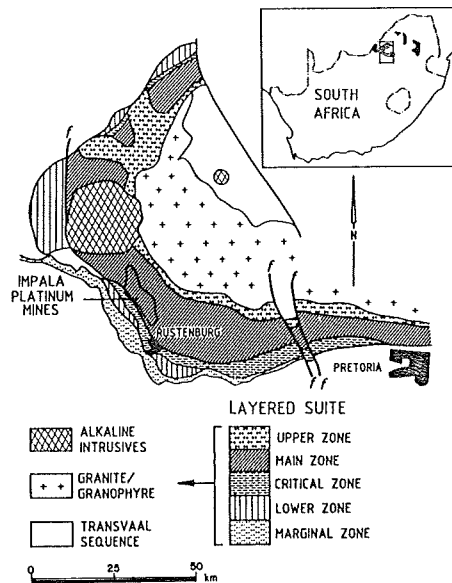 SOUTH
AFRICA
N
IMPALA
PLATINUM
MINES
RUSTENBURG
PRETORIA
f
f
f
f
f f
LAYERED SUITE
ALKALINE
INTRUSIVES
GRANITE/
GRANOPHYRE
TRANSVAAL
SEQUENCE
UPPER ZONE
MAIN ZONE
CRITICAL ZONE
LOWER ZONE
MARGINAL ZONE
0 25 50
km